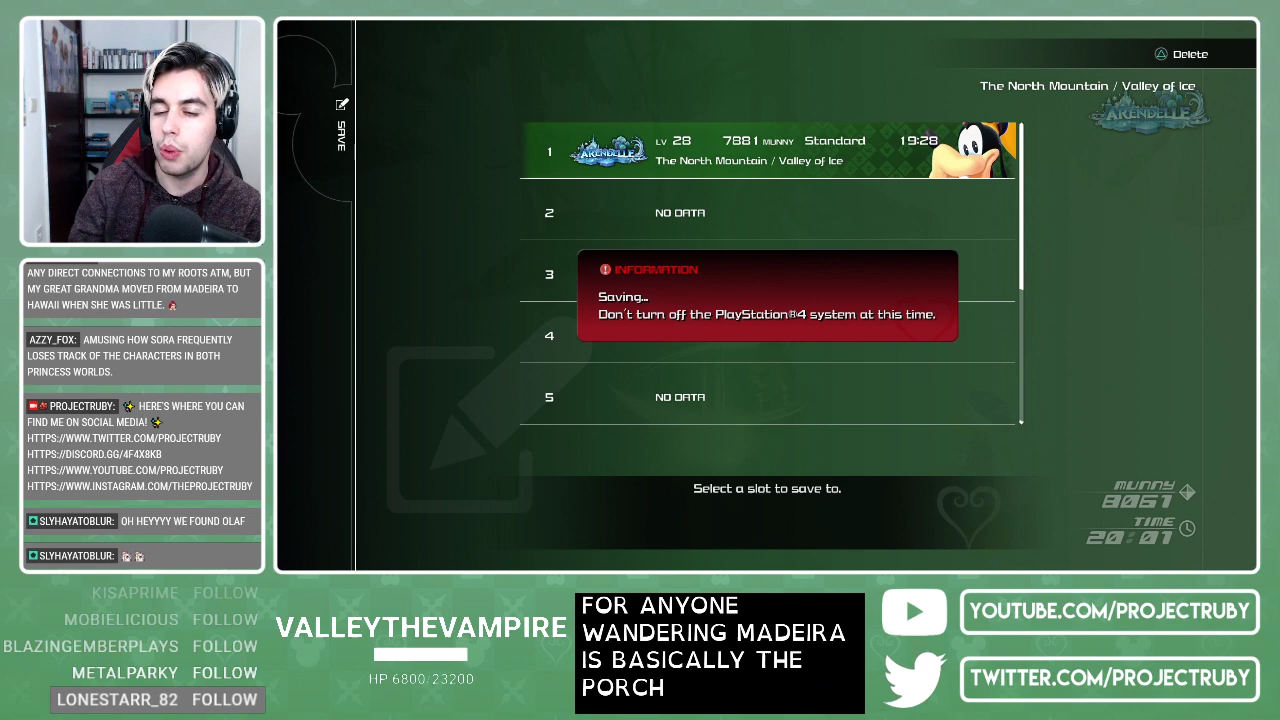 Delete
The North Mountain / Valley of Ice
ARENDELLE
SAVE
1 ARENDELLE LV 28 7881 MUNNY Standard 19:28
The North Mountain / Valley of Ice
2 NO DATA
3
INFORMATION
Saving...
Don't turn off the PlayStation®4 system at this time.
4
5 NO DATA
Select a slot to save to.
MUNNY
8061
TIME
20:01
ANY DIRECT CONNECTIONS TO MY ROOTS ATM, BUT
MY GREAT GRANDMA MOVED FROM MADEIRA TO
HAWAII WHEN SHE WAS LITTLE.
AZZY_FOX: AMUSING HOW SORA FREQUENTLY
LOSES TRACK OF THE CHARACTERS IN BOTH
PRINCESS WORLDS.
PROJECTRUBY: HERE'S WHERE YOU CAN
FIND ME ON SOCIAL MEDIA!
HTTPS://WWW.TWITTER.COM/PROJECTRUBY
HTTPS://DISCORD.GG/4F4X8KB
HTTPS://WWW.YOUTUBE.COM/PROJECTRUBY
HTTPS://WWW.INSTAGRAM.COM/THEPROJECTRUBY
SLYHAYATOBLUR: OH HEYYYY WE FOUND OLAF
SLYHAYATOBLUR:
KISAPRIME FOLLOW
MOBIELICIOUS FOLLOW
BLAZINGEMBERPLAYS FOLLOW
METALPARKY FOLLOW
LONESTARR_82 FOLLOW
VALLEYTHEVAMPIRE
HP 6800/23200
FOR ANYONE
WANDERING MADEIRA
IS BASICALLY THE
PORCH
YOUTUBE.COM/PROJECTRUBY
TWITTER.COM/PROJECTRUBY